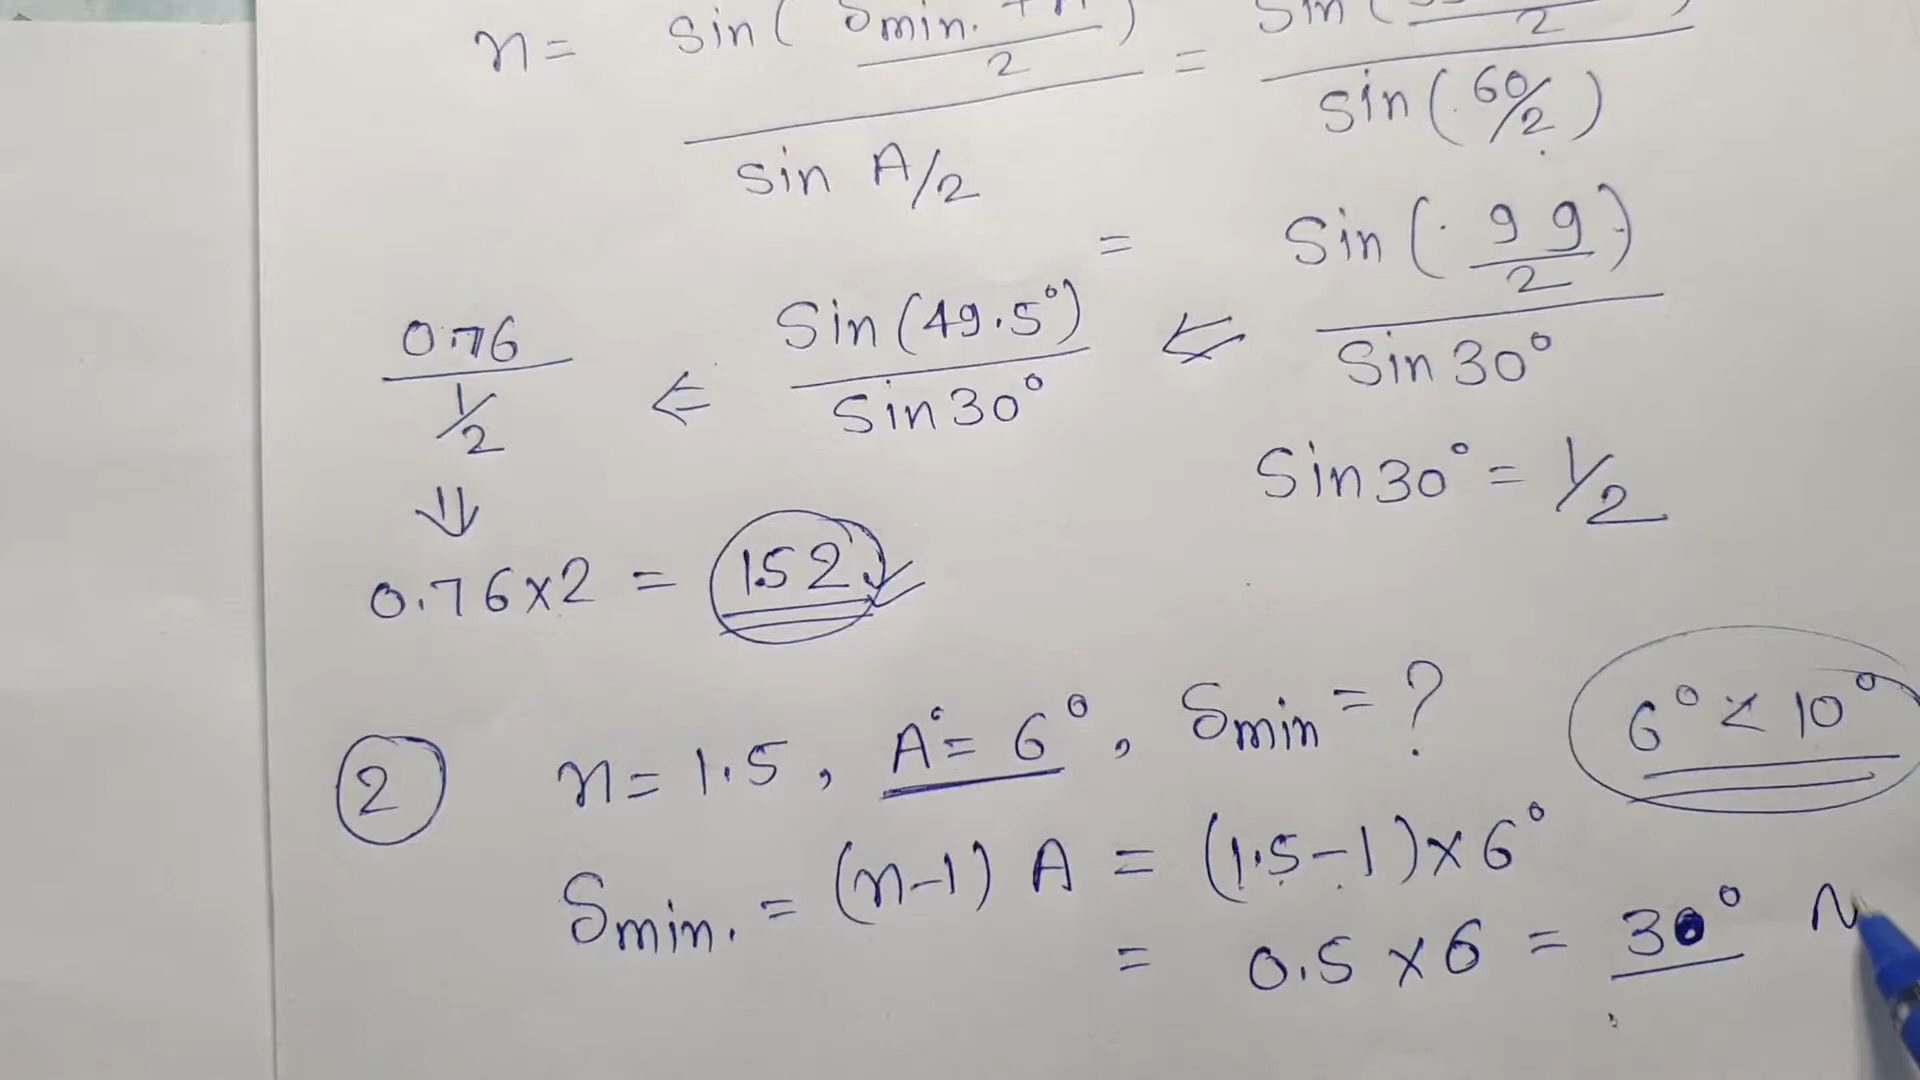 n = sin( δmin. + A / 2 ) / sin A/2 = sin( / 2 ) / sin( 60/2 )
= sin( 99 / 2 ) / sin 30°
0.76 / 1/2 ⇐ sin(49.5°) / sin 30° ⇐
sin 30° = 1/2
⇓
0.76 x 2 = 1.52
② n = 1.5, A = 6°, δmin = ? 6° < 10°
δmin. = (n-1) A = (1.5-1) x 6°
= 0.5 x 6 = 3° N